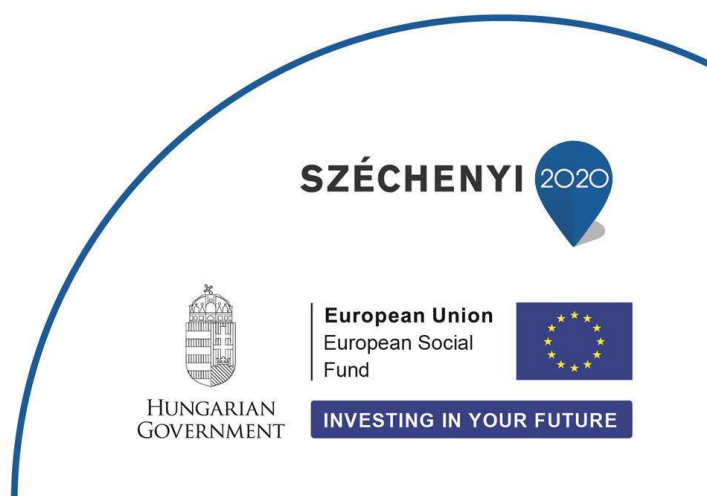 SZÉCHENYI 2020
European Union
European Social
Fund
HUNGARIAN
GOVERNMENT
INVESTING IN YOUR FUTURE